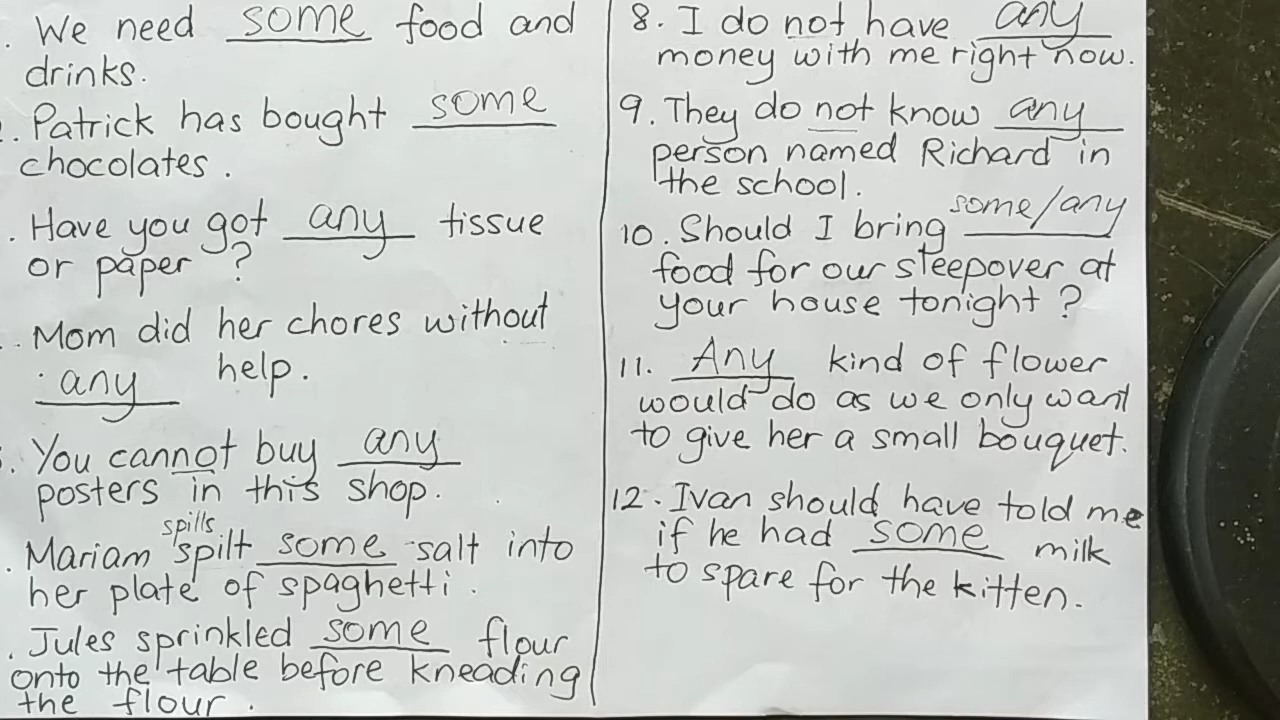 . We need some food and
drinks.
. Patrick has bought some
chocolates.
. Have you got any tissue
or paper ?
. Mom did her chores without
any help.
. You cannot buy any
posters in this shop.
spills
. Mariam spilt some salt into
her plate of spaghetti.
. Jules sprinkled some flour
onto the table before kneading
the flour.
8. I do not have any
money with me right now.
9. They do not know any
person named Richard in
the school.
some/any
10. Should I bring
food for our sleepover at
your house tonight ?
11. Any kind of flower
would do as we only want
to give her a small bouquet.
12. Ivan should have told me
if he had some milk
to spare for the kitten.